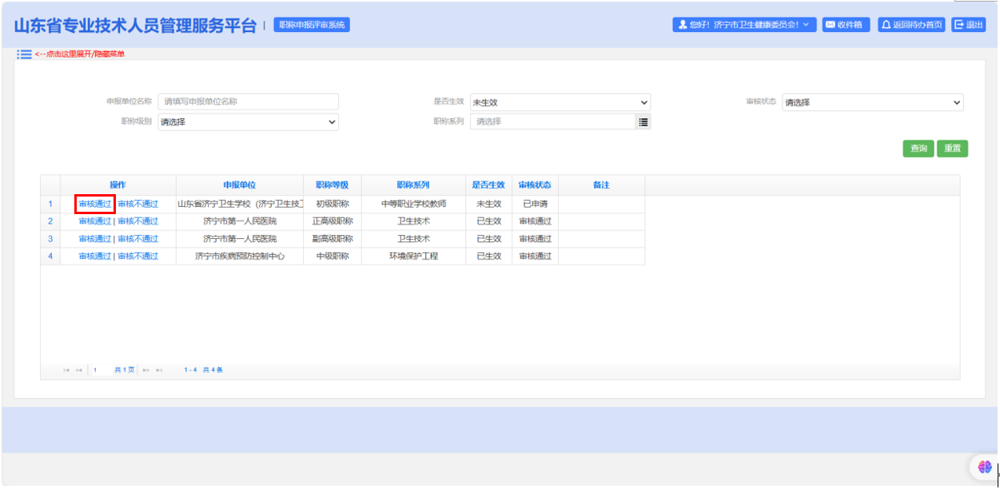 山东省专业技术人员管理服务平台 | 职称申报评审系统 您好！济宁市卫生健康委员会！ 收件箱 返回待办首页 退出
<--点击这里展开/隐藏菜单
申报单位名称 请填写申报单位名称 是否生效 未生效 审核状态 请选择
职称级别 请选择 职称系列 请选择
查询 重置
操作 申报单位 职称等级 职称系列 是否生效 审核状态 备注
1 审核通过 审核不通过 山东省济宁卫生学校（济宁卫生技工 初级职称 中等职业学校教师 未生效 已申请
2 审核通过 | 审核不通过 济宁市第一人民医院 正高级职称 卫生技术 已生效 审核通过
3 审核通过 | 审核不通过 济宁市第一人民医院 副高级职称 卫生技术 已生效 审核通过
4 审核通过 | 审核不通过 济宁市疾病预防控制中心 中级职称 环境保护工程 已生效 审核通过
1 共 1 页 1 - 4 共 4 条